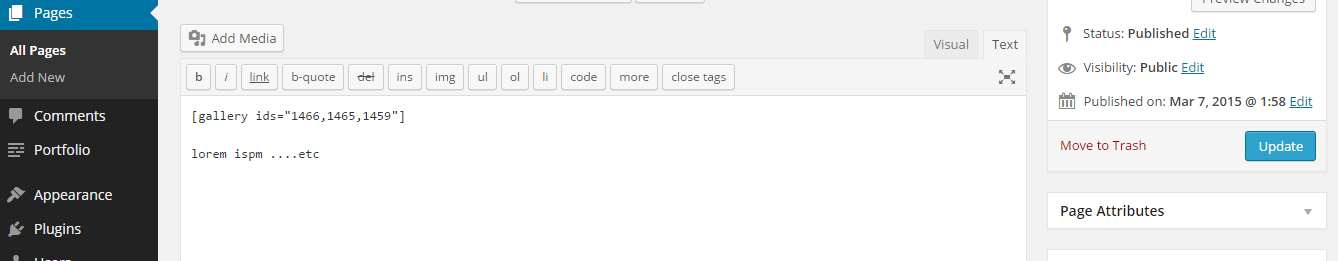 Pages
All Pages
Add New
Comments
Portfolio
Appearance
Plugins
Users
Add Media
Visual
Text
b
i
link
b-quote
del
ins
img
ul
ol
li
code
more
close tags
[gallery ids="1466,1465,1459"]
lorem ispm ....etc
Preview Changes
Status: Published Edit
Visibility: Public Edit
Published on: Mar 7, 2015 @ 1:58 Edit
Move to Trash
Update
Page Attributes